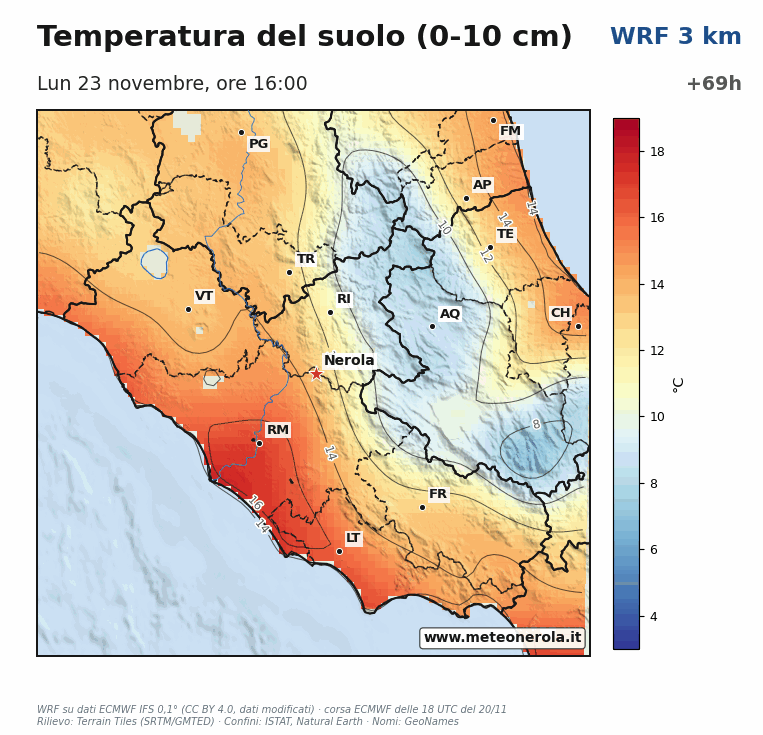 Temperatura del suolo (0-10 cm)
WRF 3 km
Lun 23 novembre, ore 16:00
+69h
PG
FM
AP
TE
TR
RI
VT
AQ
CH
Nerola
RM
FR
LT
10
12
14
14
14
16
14
8
18
16
14
12
10
8
6
4
°C
www.meteonerola.it
WRF su dati ECMWF IFS 0,1° (CC BY 4.0, dati modificati) · corsa ECMWF delle 18 UTC del 20/11
Rilievo: Terrain Tiles (SRTM/GMTED) · Confini: ISTAT, Natural Earth · Nomi: GeoNames